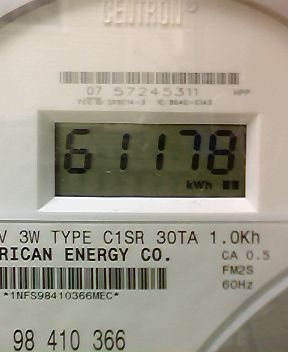 CENTRON
07 57245311 HPP
61178
kWh
V 3W TYPE C1SR 30TA 1.0Kh
RICAN ENERGY CO. CA 0.5
FM2S
*1NFS98410366MEC* 60Hz
98 410 366